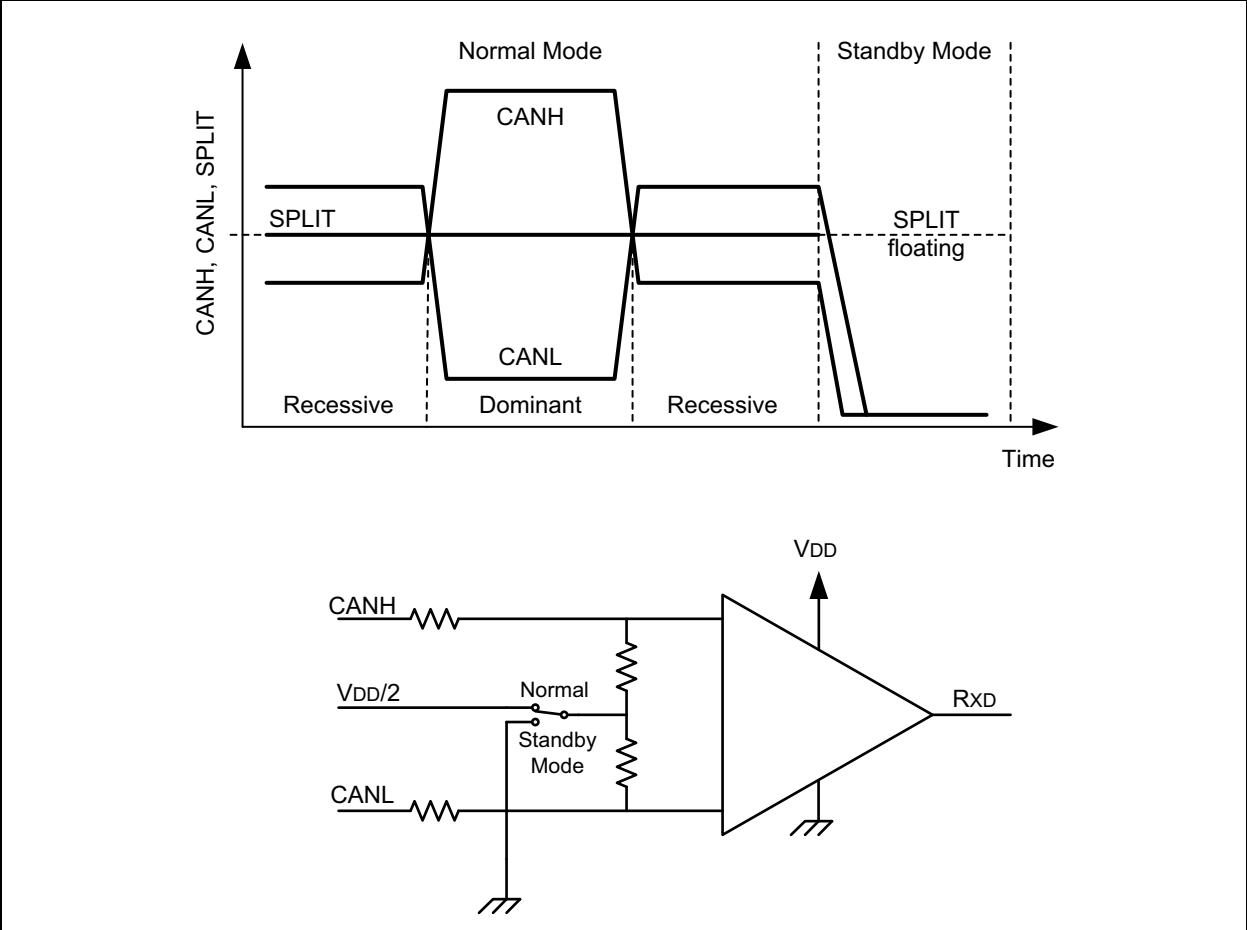 Normal Mode
Standby Mode
CANH, CANL, SPLIT
CANH
SPLIT
SPLIT
floating
CANL
Recessive
Dominant
Recessive
Time
VDD
CANH
VDD/2
Normal
RXD
Standby
Mode
CANL